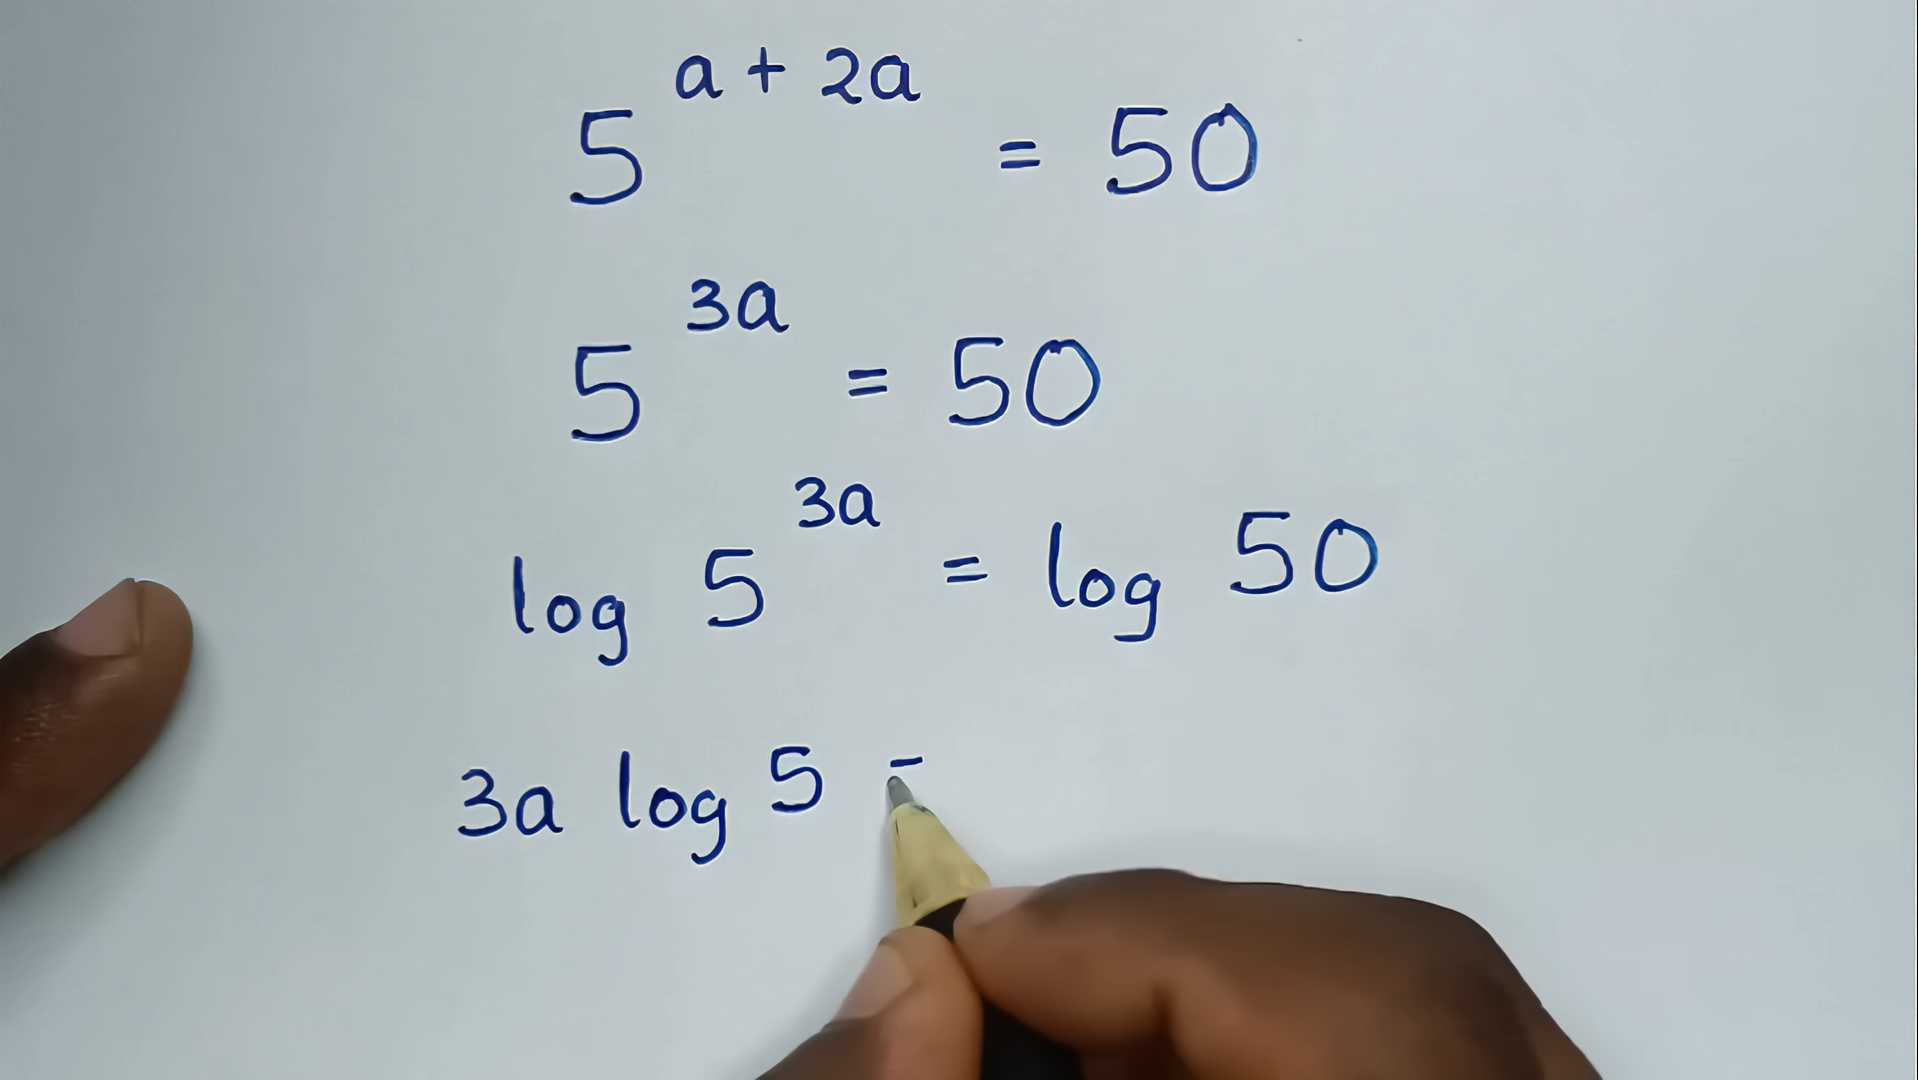 5^{a + 2a} = 50
5^{3a} = 50
log 5^{3a} = log 50
3a log 5 -